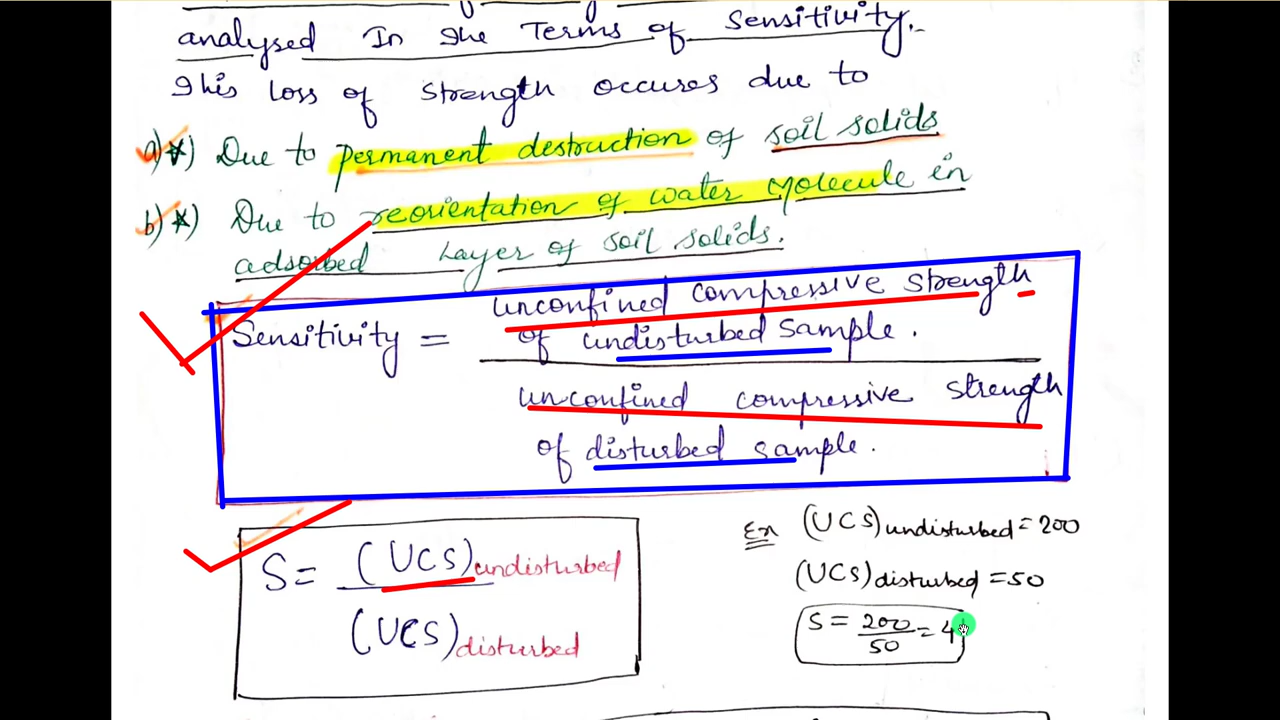 analysed In the Terms of Sensitivity.
This loss of strength occures due to
a) *) Due to permanent destruction of soil solids
b) *) Due to reorientation of water molecule in
adsorbed Layer of soil solids.
Sensitivity = unconfined compressive strength
of undisturbed sample.
unconfined compressive strength
of disturbed sample.
S = (UCS)undisturbed
(UCS)disturbed
Ex (UCS)undisturbed = 200
(UCS)disturbed = 50
S = 200/50 = 4